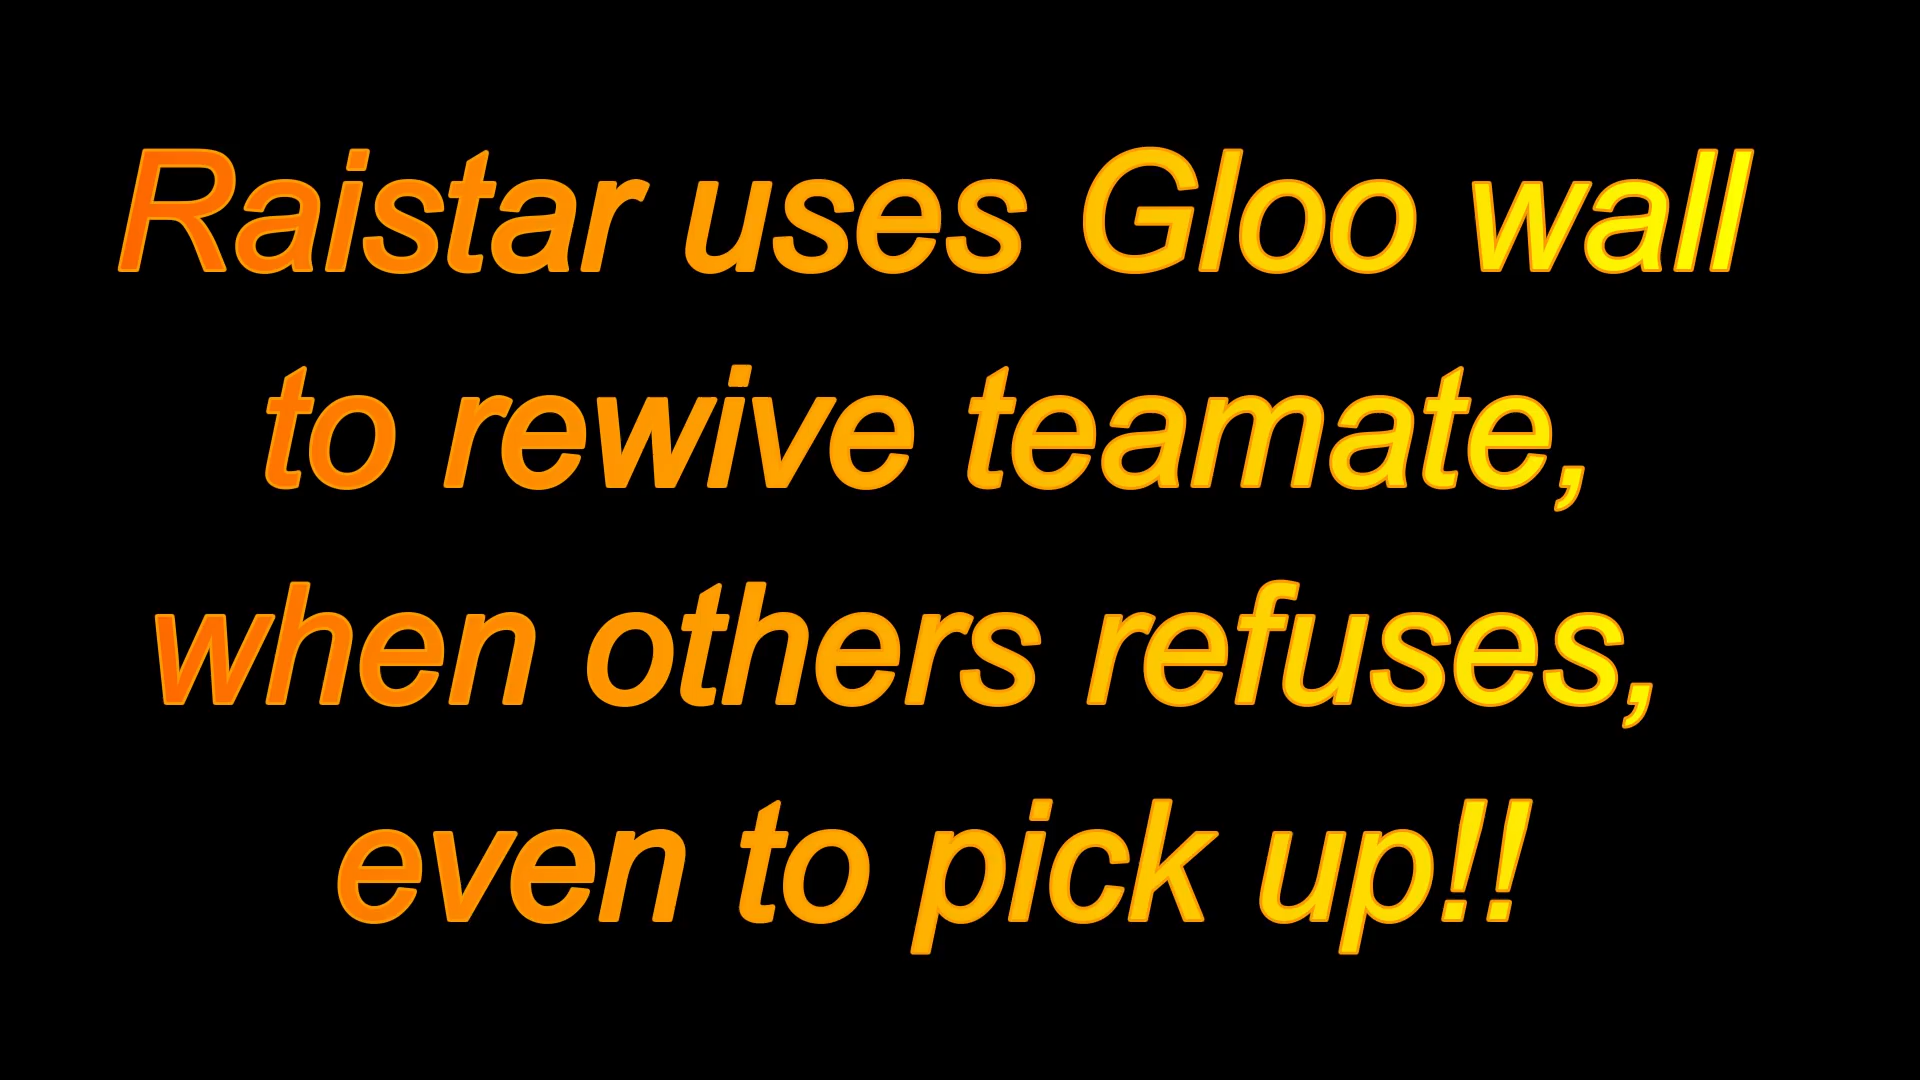 Raistar uses Gloo wall
to rewive teamate,
when others refuses,
even to pick up!!